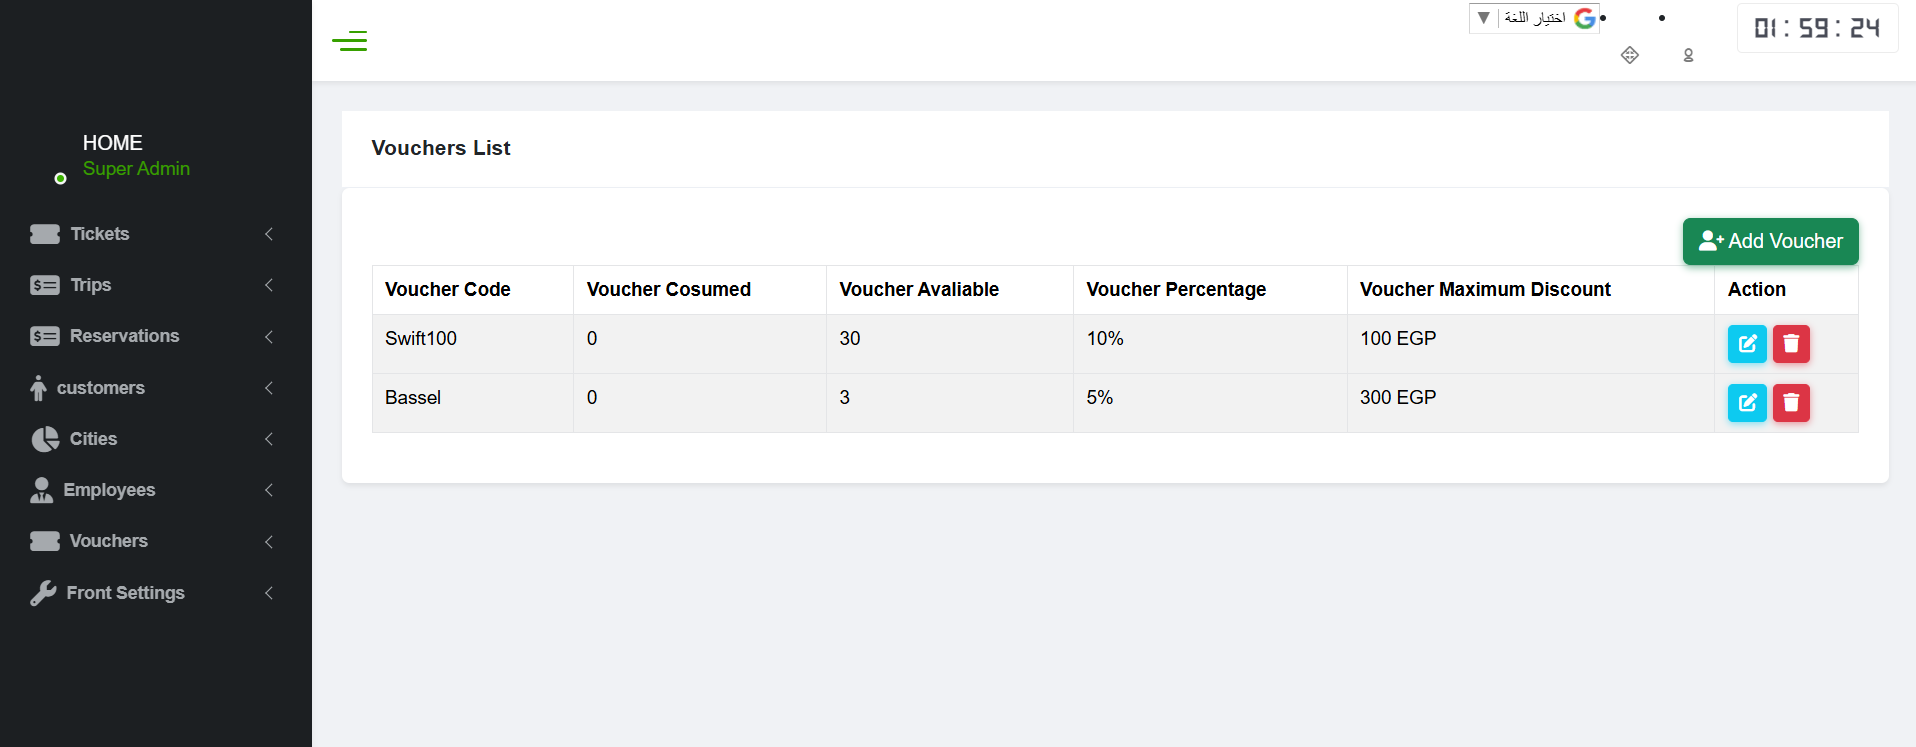 اختيار اللغة
01:59:24
HOME
Super Admin
Tickets
Trips
Reservations
customers
Cities
Employees
Vouchers
Front Settings
Vouchers List
Add Voucher
Voucher Code Voucher Cosumed Voucher Avaliable Voucher Percentage Voucher Maximum Discount Action
Swift100 0 30 10% 100 EGP
Bassel 0 3 5% 300 EGP